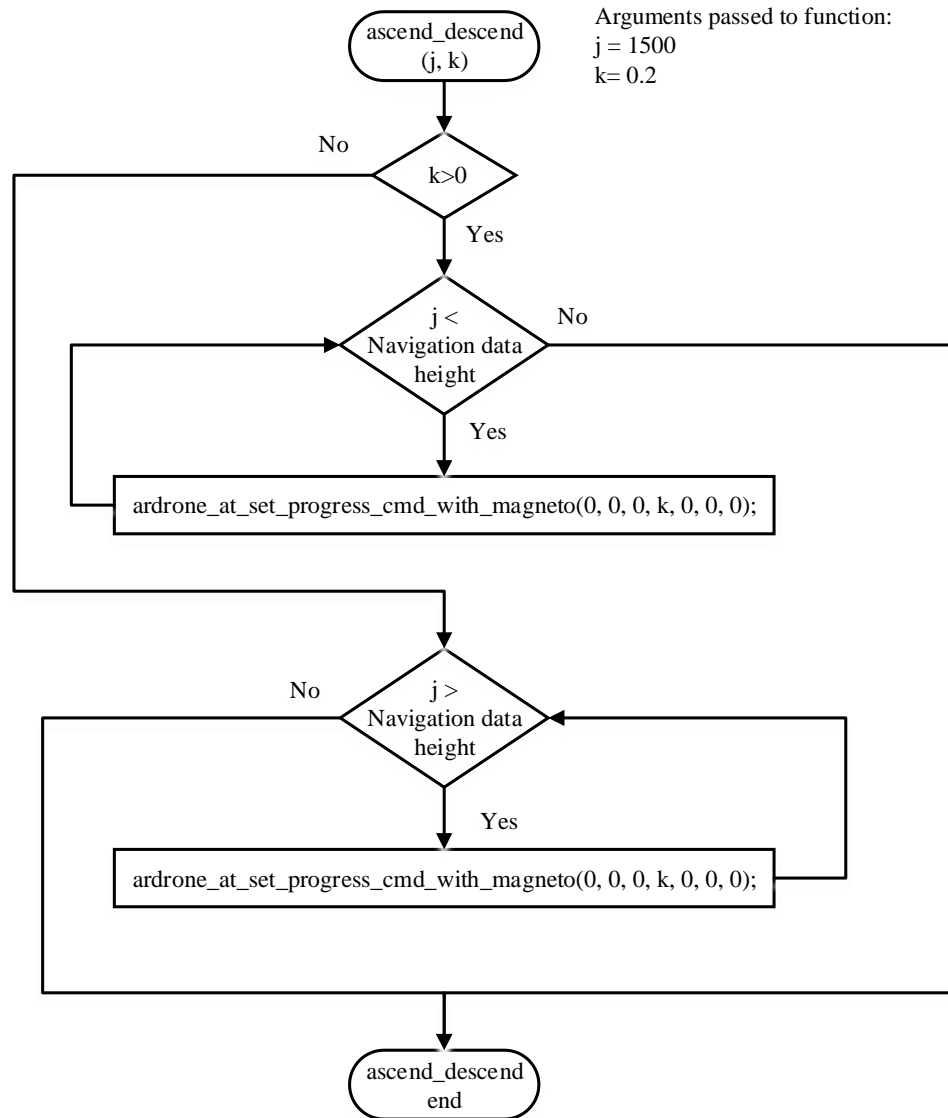 ascend_descend
(j, k)
Arguments passed to function:
j = 1500
k= 0.2
No
k>0
Yes
j <
Navigation data
height
No
Yes
ardrone_at_set_progress_cmd_with_magneto(0, 0, 0, k, 0, 0, 0);
No
j >
Navigation data
height
Yes
ardrone_at_set_progress_cmd_with_magneto(0, 0, 0, k, 0, 0, 0);
ascend_descend
end